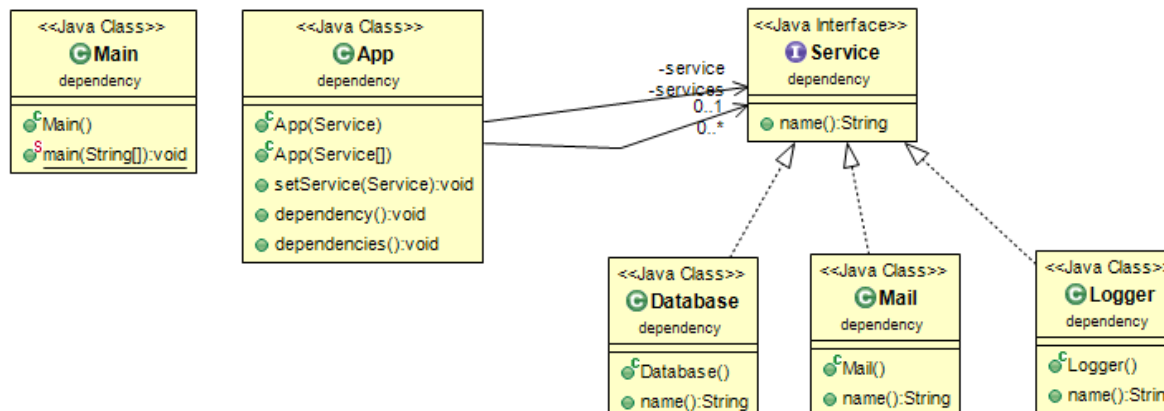 <<Java Class>>
Main
dependency
Main()
main(String[]):void
<<Java Class>>
App
dependency
App(Service)
App(Service[])
setService(Service):void
dependency():void
dependencies():void
-service
-services
0..1
0..*
<<Java Interface>>
Service
dependency
name():String
<<Java Class>>
Database
dependency
Database()
name():String
<<Java Class>>
Mail
dependency
Mail()
name():String
<<Java Class>
Logger
dependency
Logger()
name():Strin